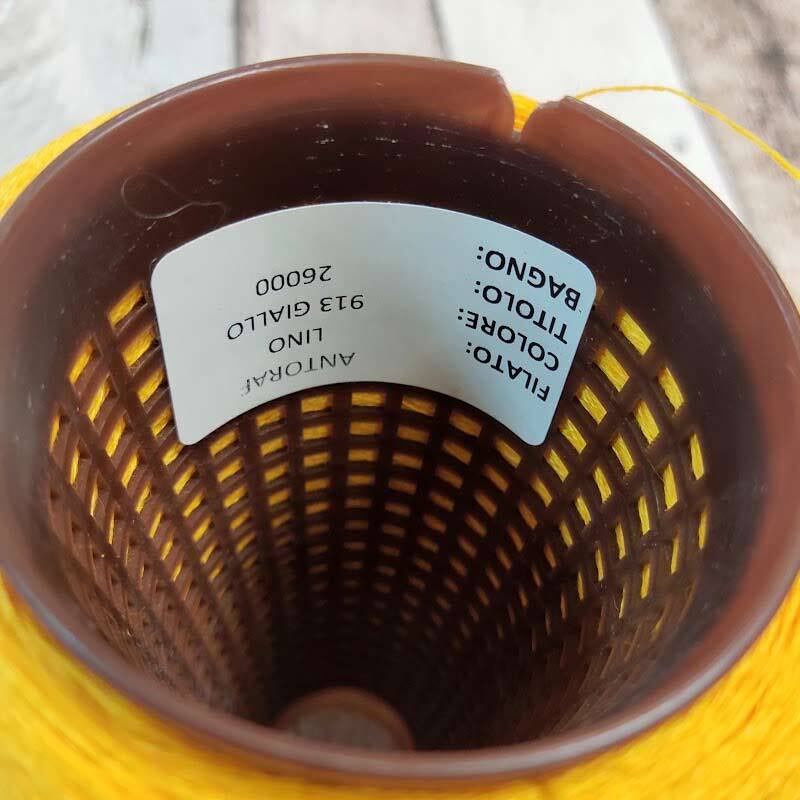 FILATO: ANTORAF
COLORE: LINO
TITOLO: 913 GIALLO
BAGNO: 26000